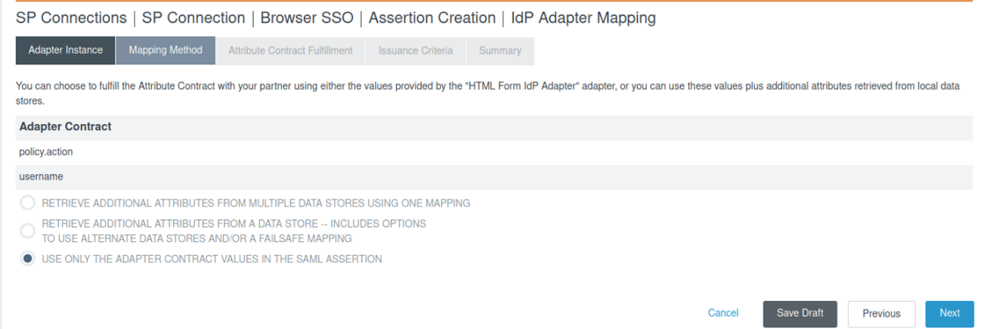 SP Connections | SP Connection | Browser SSO | Assertion Creation | IdP Adapter Mapping
Adapter Instance Mapping Method Attribute Contract Fulfillment Issuance Criteria Summary
You can choose to fulfill the Attribute Contract with your partner using either the values provided by the "HTML Form IdP Adapter" adapter, or you can use these values plus additional attributes retrieved from local data
stores.
Adapter Contract
policy.action
username
RETRIEVE ADDITIONAL ATTRIBUTES FROM MULTIPLE DATA STORES USING ONE MAPPING
RETRIEVE ADDITIONAL ATTRIBUTES FROM A DATA STORE -- INCLUDES OPTIONS
TO USE ALTERNATE DATA STORES AND/OR A FAILSAFE MAPPING
USE ONLY THE ADAPTER CONTRACT VALUES IN THE SAML ASSERTION
Cancel Save Draft Previous Next